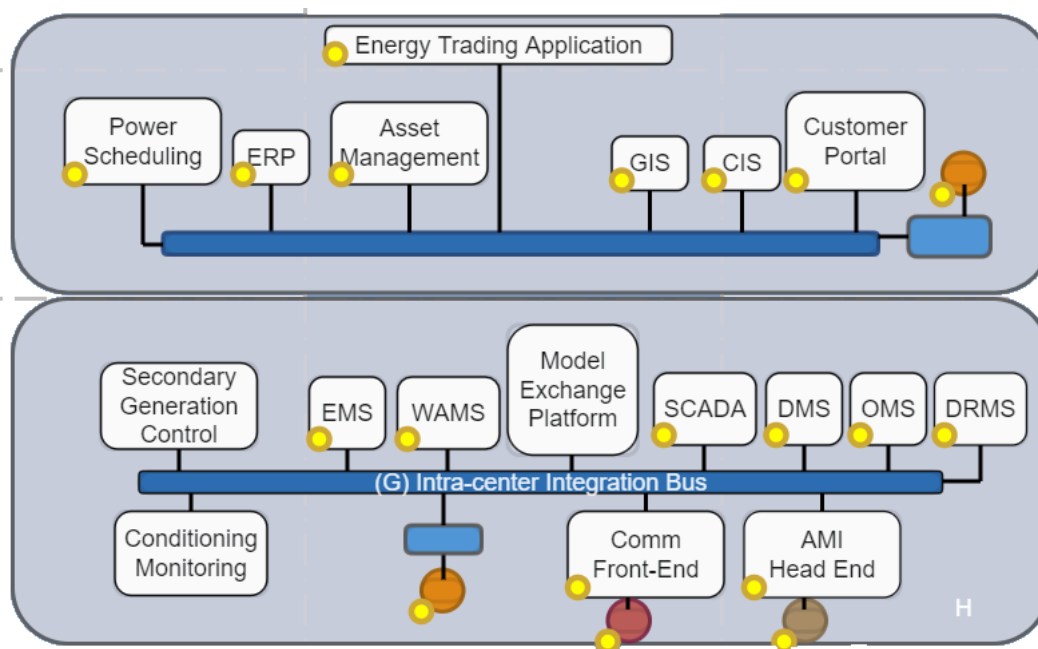 Energy Trading Application
Power
Scheduling
ERP
Asset
Management
GIS
CIS
Customer
Portal
Secondary
Generation
Control
EMS
WAMS
Model
Exchange
Platform
SCADA
DMS
OMS
DRMS
(G) Intra-center Integration Bus
Conditioning
Monitoring
Comm
Front-End
AMI
Head End
H